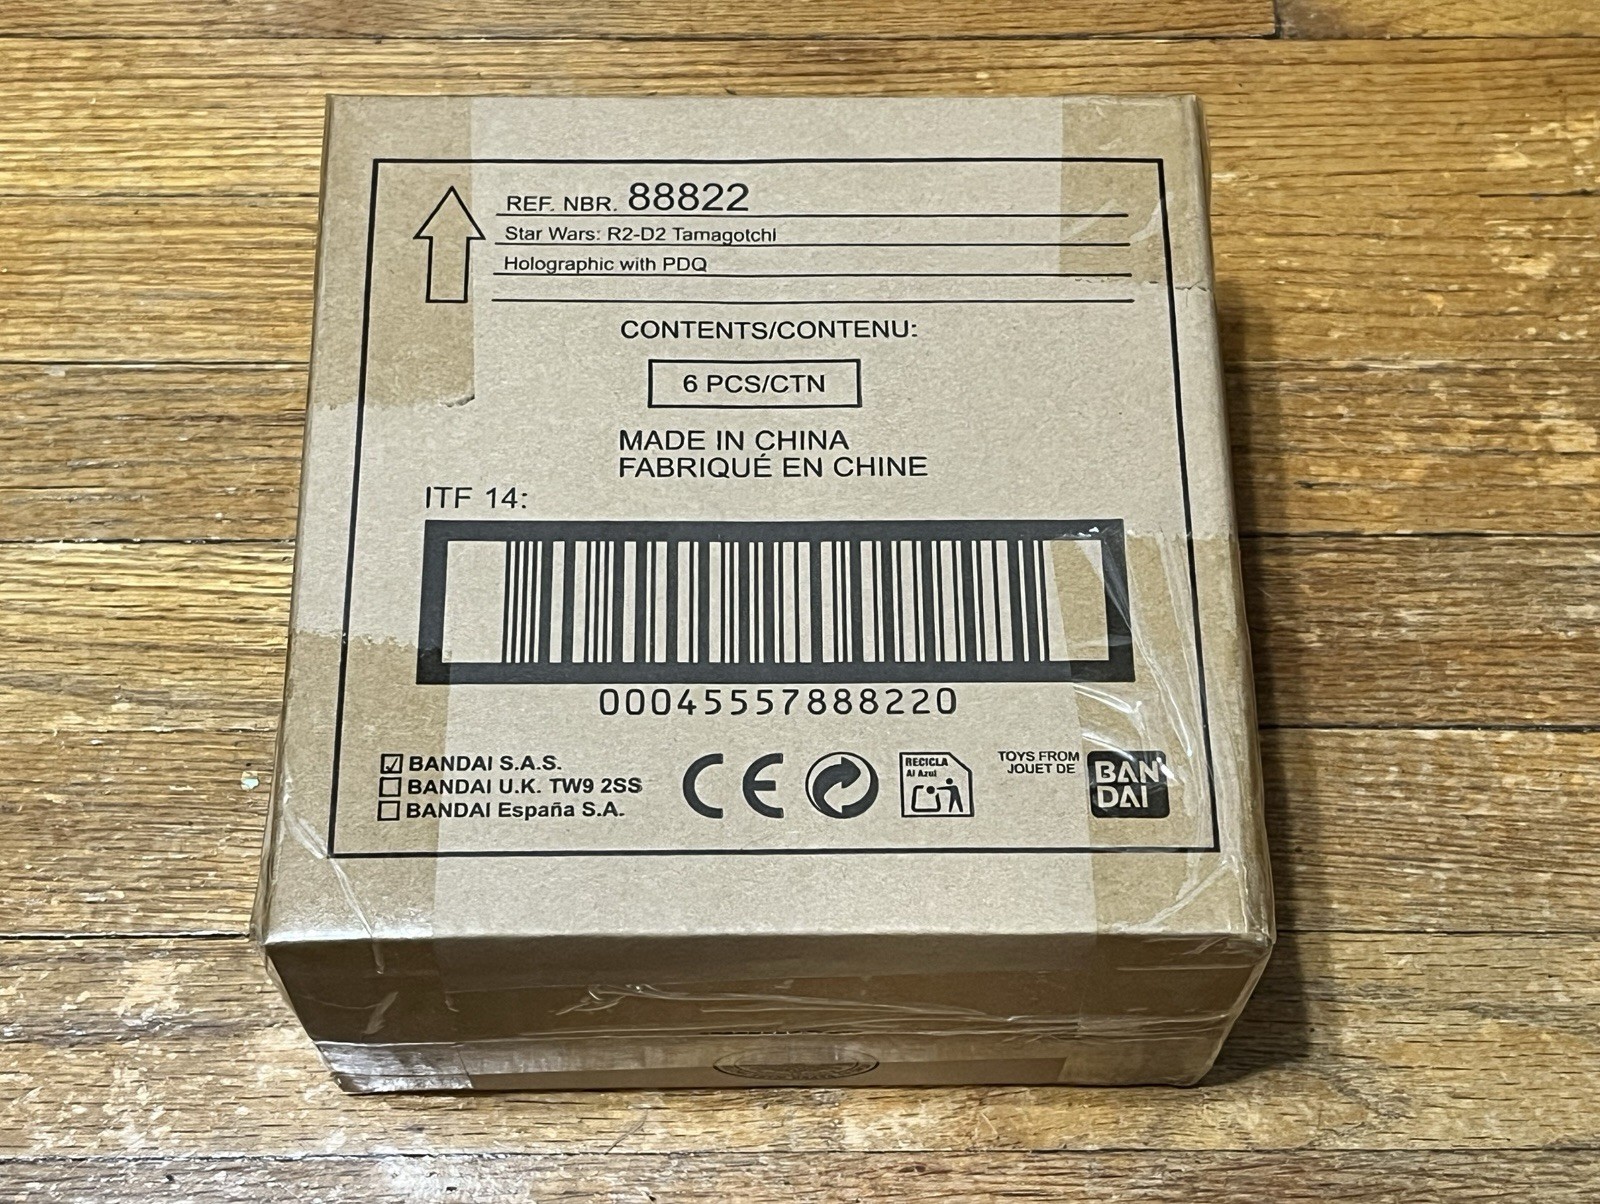 REF. NBR. 88822
Star Wars: R2-D2 Tamagotchi
Holographic with PDQ
CONTENTS/CONTENU:
6 PCS/CTN
MADE IN CHINA
FABRIQUÉ EN CHINE
ITF 14:
00045557888220
BANDAI S.A.S.
BANDAI U.K. TW9 2SS
BANDAI España S.A.
CE
RECICLA
Al Azul
TOYS FROM
JOUET DE
BAN
DAI